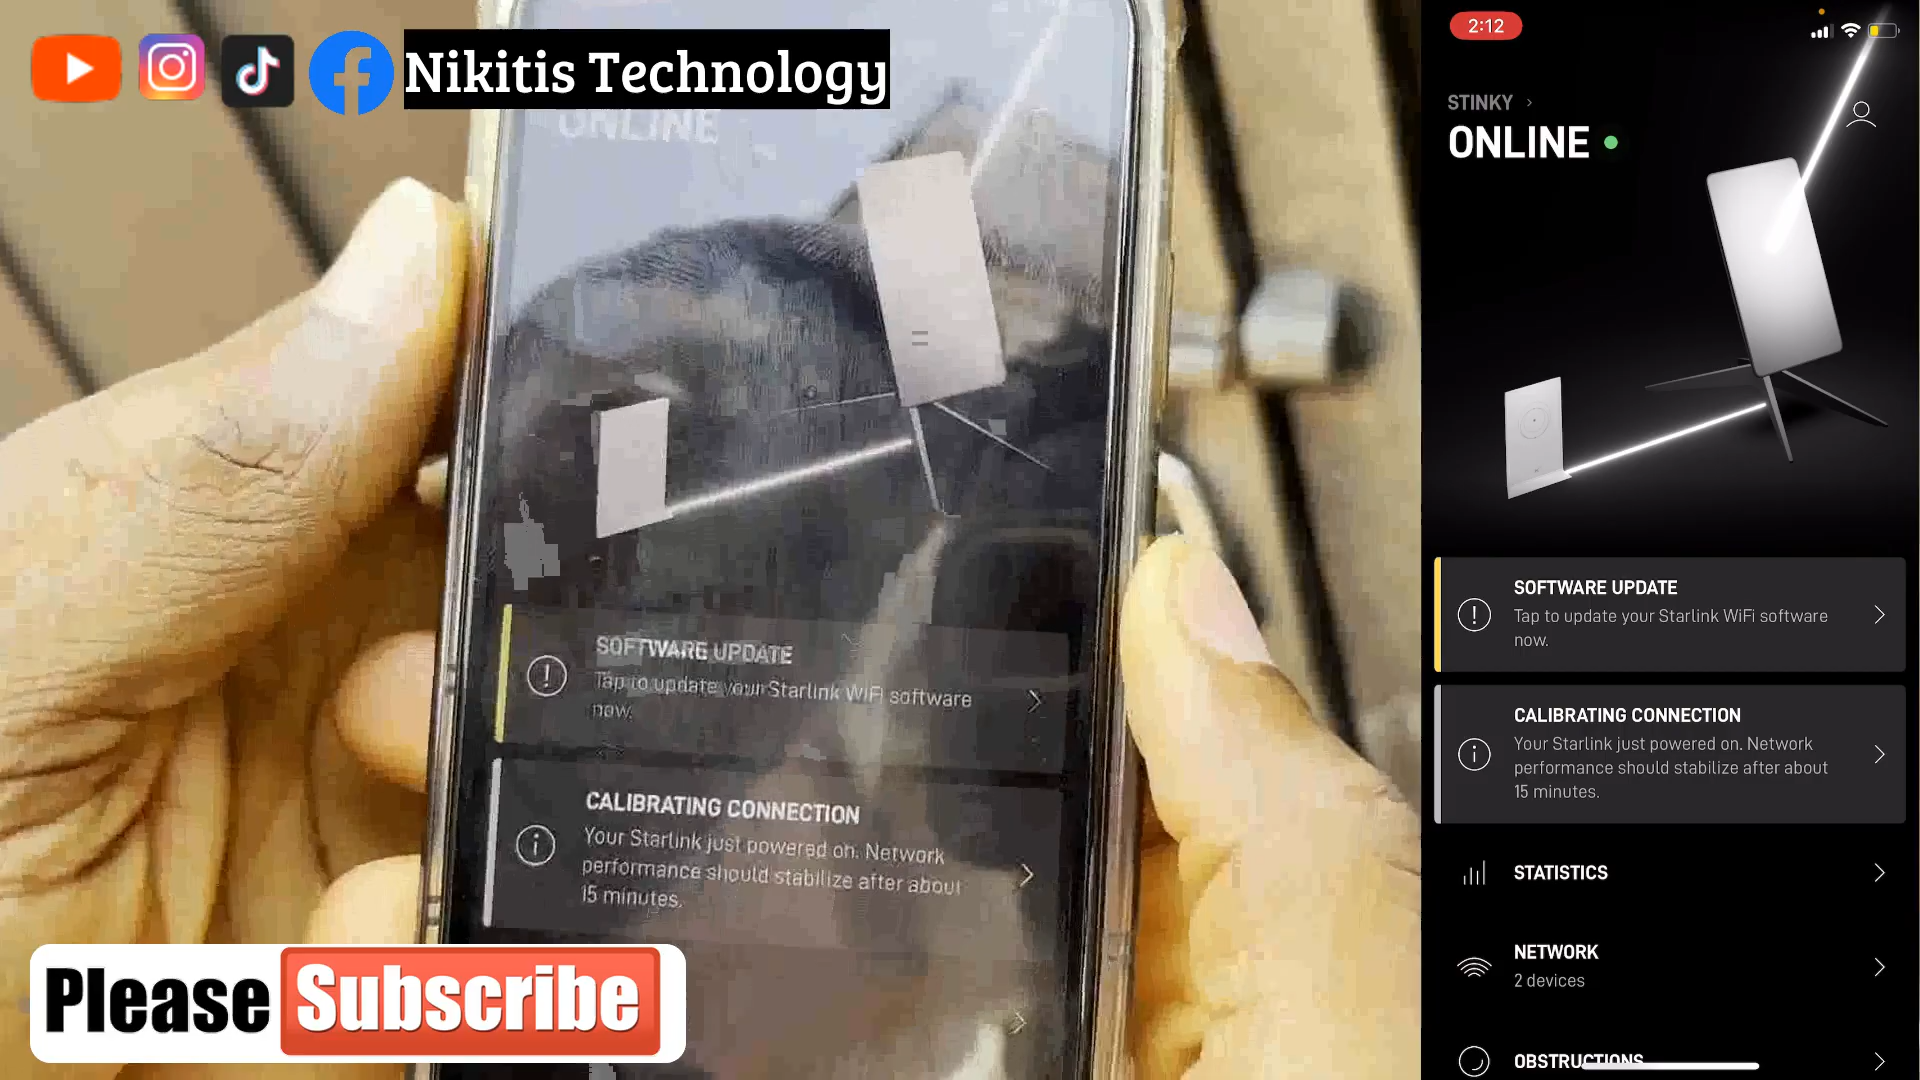 Nikitis Technology
ONLINE
SOFTWARE UPDATE
Tap to update your Starlink WiFi software
now.
CALIBRATING CONNECTION
Your Starlink just powered on. Network
performance should stabilize after about
15 minutes.
Please Subscribe
2:12
STINKY
ONLINE
SOFTWARE UPDATE
Tap to update your Starlink WiFi software
now.
CALIBRATING CONNECTION
Your Starlink just powered on. Network
performance should stabilize after about
15 minutes.
STATISTICS
NETWORK
2 devices
OBSTRUCTIONS